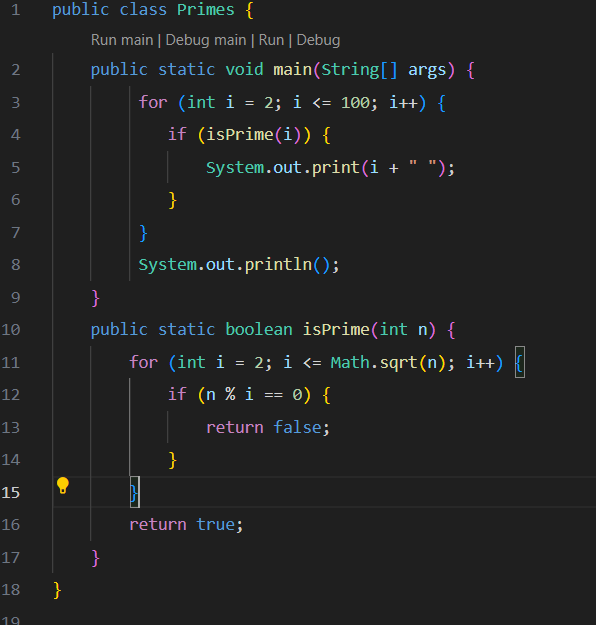 1 public class Primes {
Run main | Debug main | Run | Debug
2     public static void main(String[] args) {
3          for (int i = 2; i <= 100; i++) {
4             if (isPrime(i)) {
5                 System.out.print(i + " ");
6             }
7          }
8          System.out.println();
9     }
10     public static boolean isPrime(int n) {
11         for (int i = 2; i <= Math.sqrt(n); i++) {
12             if (n % i == 0) {
13                 return false;
14             }
15         }
16         return true;
17     }
18 }
19